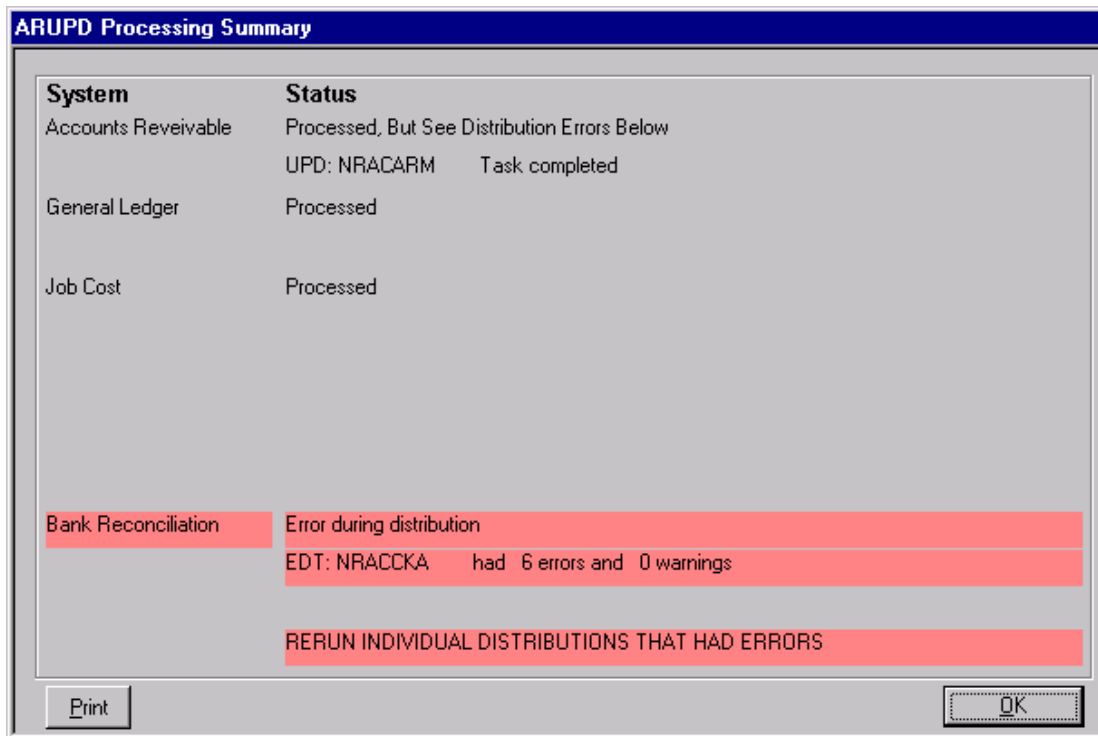 ARUPD Processing Summary
System Status
Accounts Reveivable Processed, But See Distribution Errors Below
UPD: NRACARM Task completed
General Ledger Processed
Job Cost Processed
Bank Reconciliation Error during distribution
EDT: NRACCKA had 6 errors and 0 warnings
RERUN INDIVIDUAL DISTRIBUTIONS THAT HAD ERRORS
Print OK